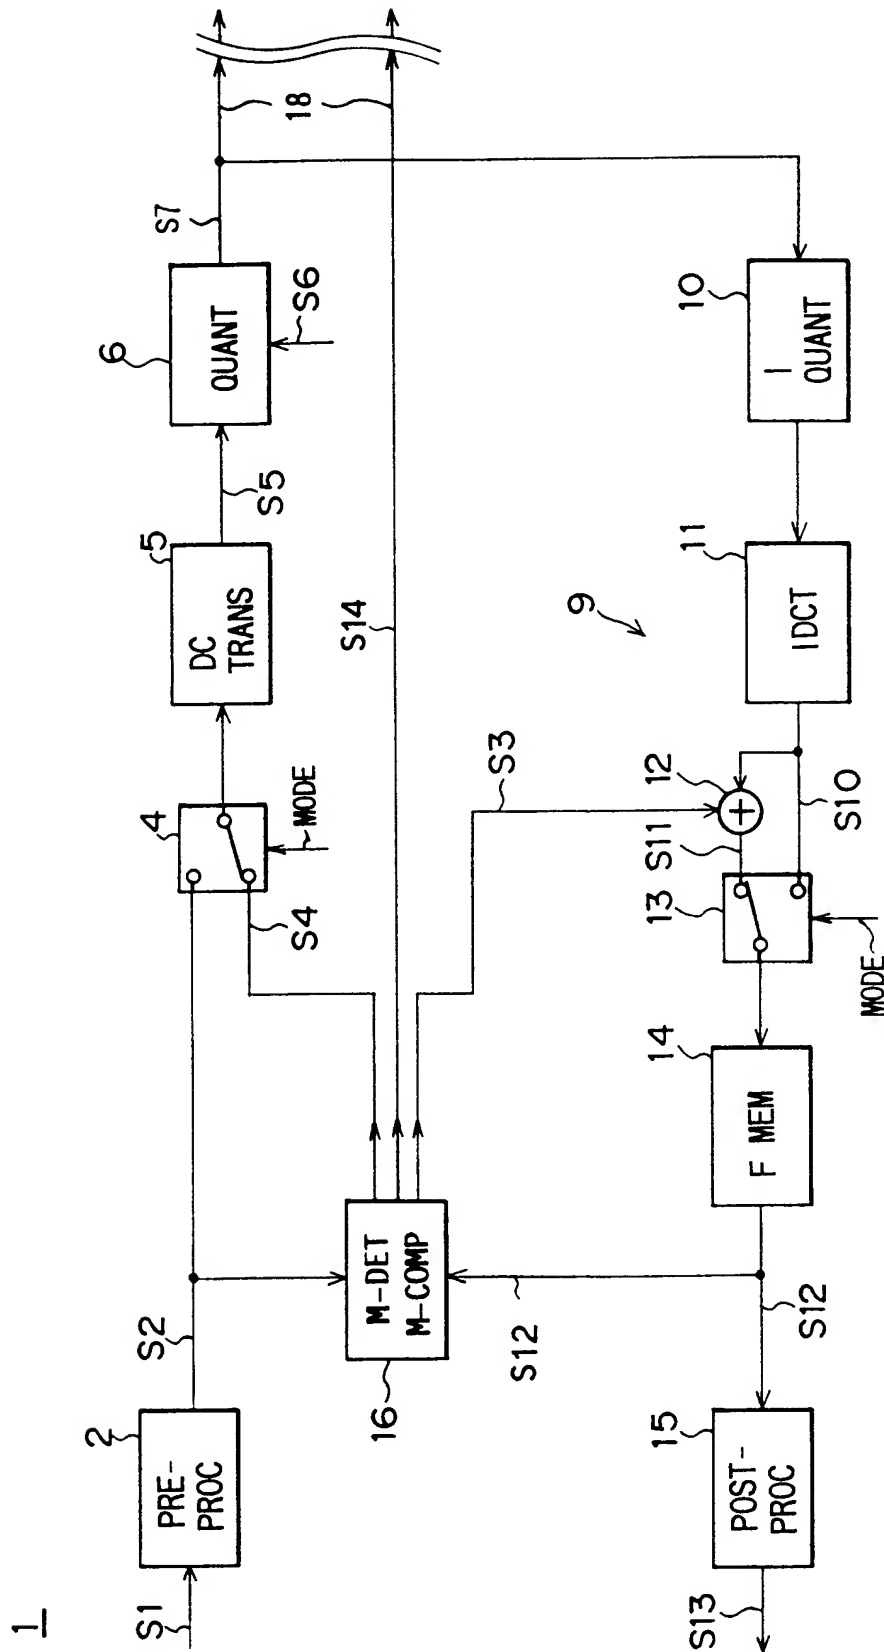 1
S1
2
PRE-
PROC
S2
4
MODE
S4
5
DC
TRANS
S5
6
QUANT
S6
S7
18
16
M-DET
M-COMP
S14
S3
S12
9
S13
15
POST-
PROC
S12
14
F MEM
13
MODE
S11
12
S10
11
IDCT
10
I
QUANT